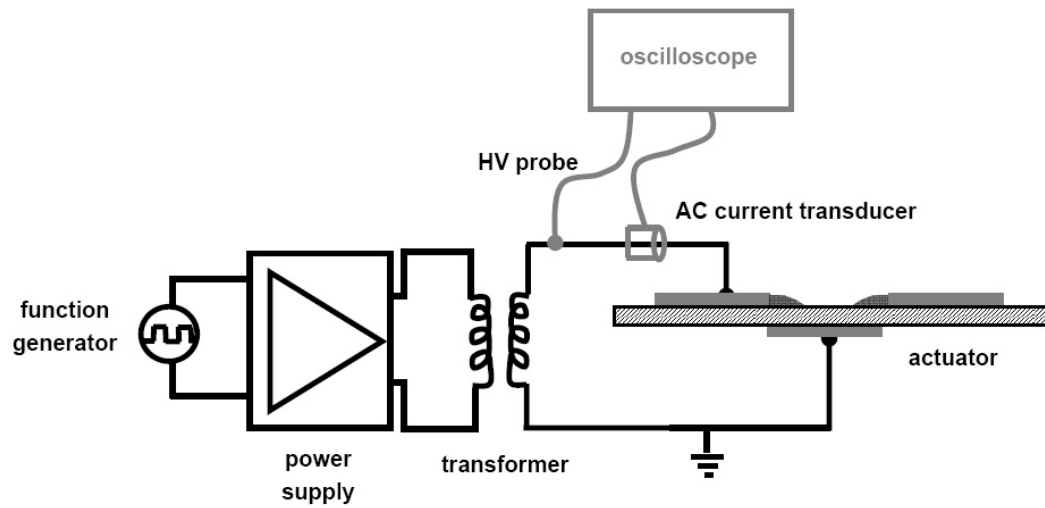 oscilloscope
HV probe
AC current transducer
function
generator
actuator
power
supply
transformer